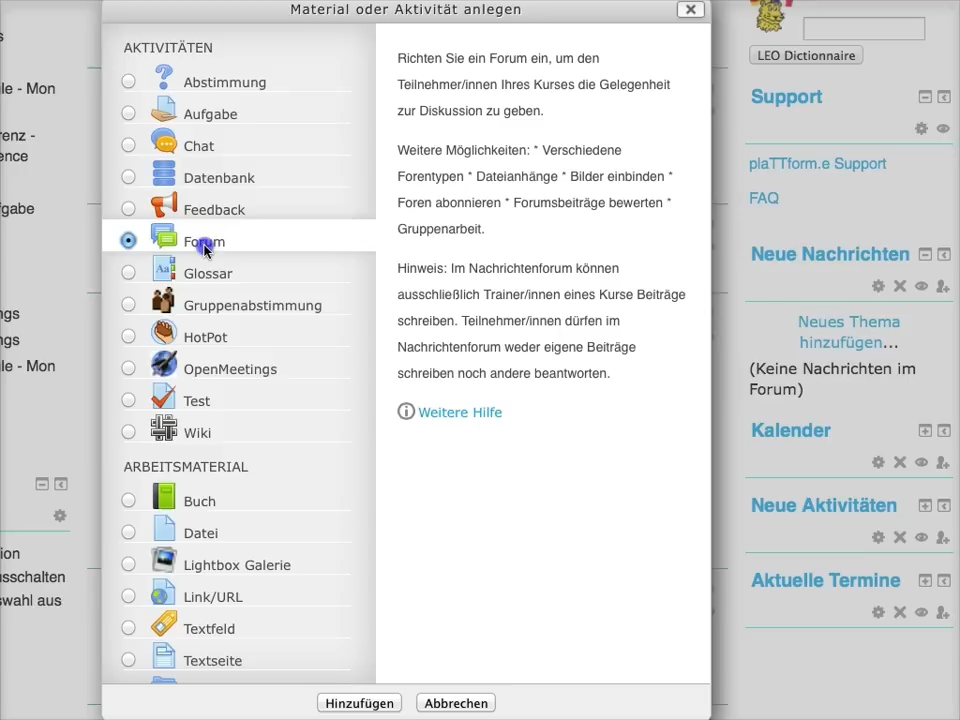 Material oder Aktivität anlegen
AKTIVITÄTEN
Abstimmung
Aufgabe
Chat
Datenbank
Feedback
Forum
Glossar
Gruppenabstimmung
HotPot
OpenMeetings
Test
Wiki
ARBEITSMATERIAL
Buch
Datei
Lightbox Galerie
Link/URL
Textfeld
Textseite
Richten Sie ein Forum ein, um den
Teilnehmer/innen Ihres Kurses die Gelegenheit
zur Diskussion zu geben.
Weitere Möglichkeiten: * Verschiedene
Forentypen * Dateianhänge * Bilder einbinden *
Foren abonnieren * Forumsbeiträge bewerten *
Gruppenarbeit.
Hinweis: Im Nachrichtenforum können
ausschließlich Trainer/innen eines Kurse Beiträge
schreiben. Teilnehmer/innen dürfen im
Nachrichtenforum weder eigene Beiträge
schreiben noch andere beantworten.
Weitere Hilfe
Hinzufügen
Abbrechen
s
le - Mon
renz -
ence
fgabe
ngs
ngs
le - Mon
ion
usschalten
swahl aus
LEO Dictionnaire
Support
plaTTform.e Support
FAQ
Neue Nachrichten
Neues Thema
hinzufügen...
(Keine Nachrichten im
Forum)
Kalender
Neue Aktivitäten
Aktuelle Termine